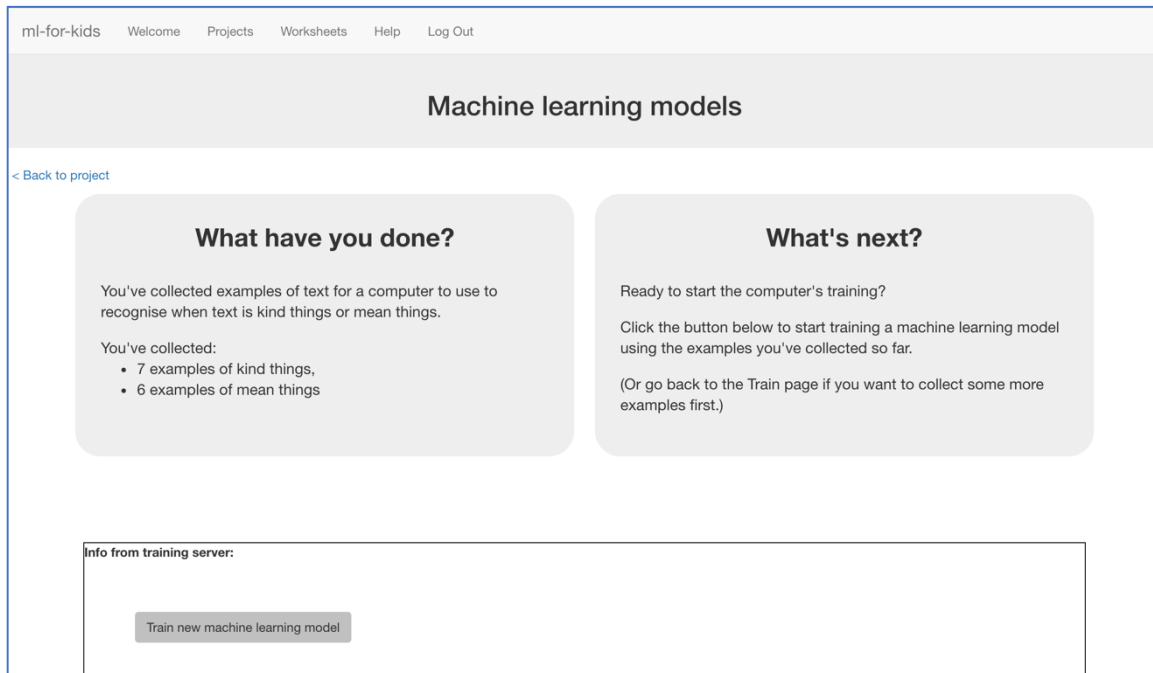 ml-for-kids Welcome Projects Worksheets Help Log Out
Machine learning models
< Back to project
What have you done?
You've collected examples of text for a computer to use to
recognise when text is kind things or mean things.
You've collected:
• 7 examples of kind things,
• 6 examples of mean things
What's next?
Ready to start the computer's training?
Click the button below to start training a machine learning model
using the examples you've collected so far.
(Or go back to the Train page if you want to collect some more
examples first.)
Info from training server:
Train new machine learning model